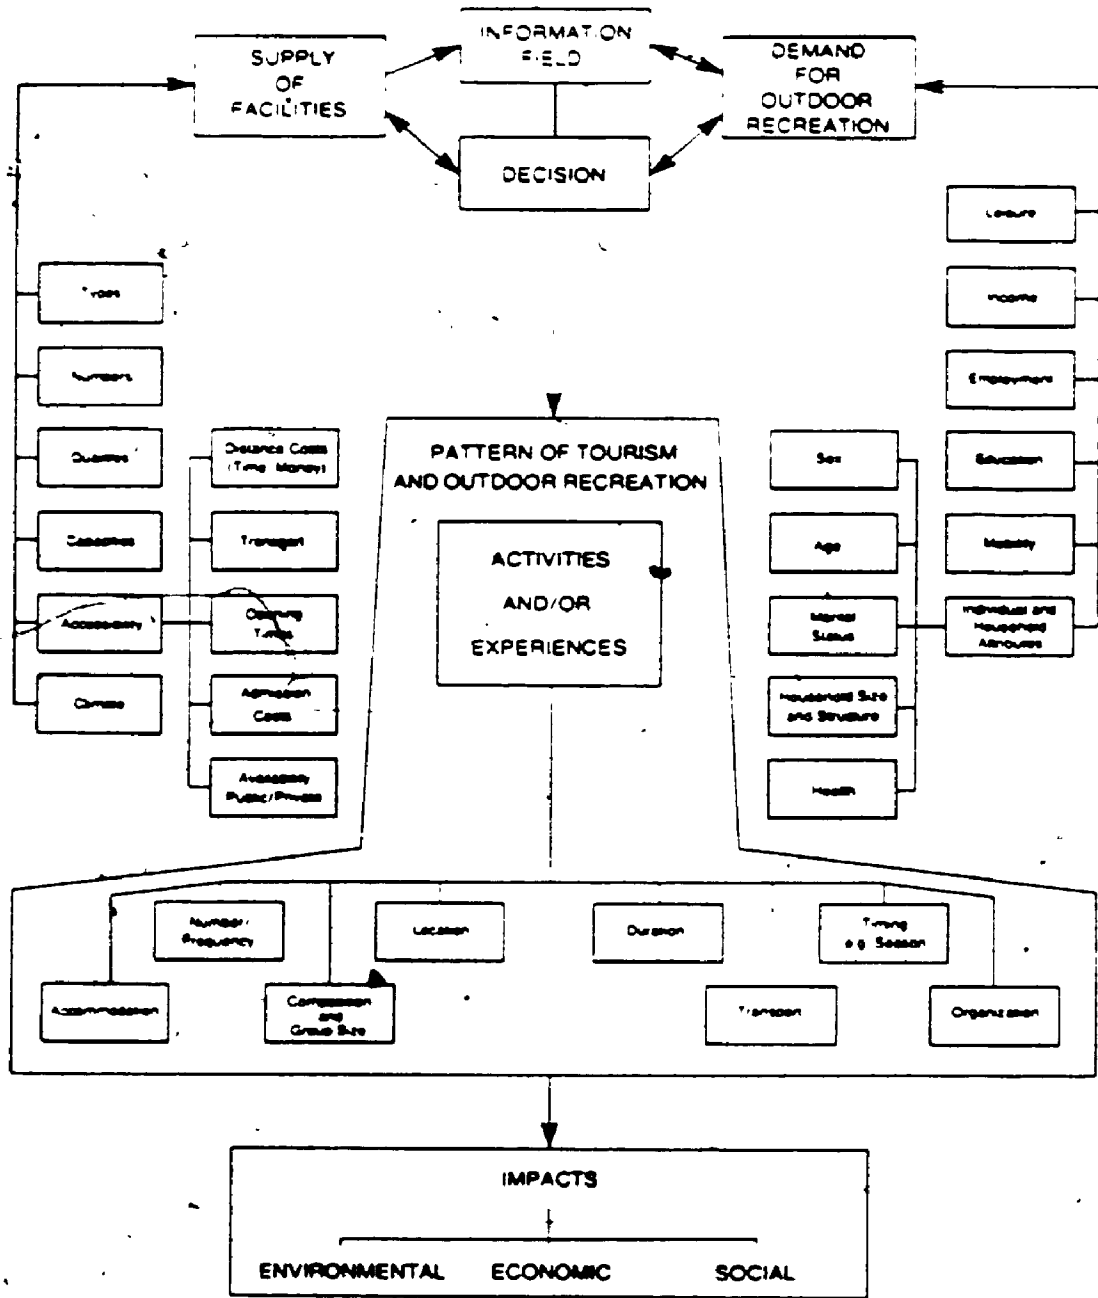 INFORMATION
FIELD
SUPPLY
OF
FACILITIES
DEMAND
FOR
OUTDOOR
RECREATION
DECISION
Leisure
Types
Income
Numbers
Employment
PATTERN OF TOURISM
AND OUTDOOR RECREATION
Qualities
Distance Costs
(Time Money)
Sex
Education
Capacities
Transport
ACTIVITIES
AND/OR
EXPERIENCES
Age
Mobility
Accessibility
Opening
Times
Marital
Status
Individual and
Household
Attributes
Climate
Admission
Costs
Household Size
and Structure
Availability
Public/Private
Health
Number/
Frequency
Location
Duration
Timing
e.g. Season
Accommodation
Composition
and
Group Size
Transport
Organization
IMPACTS
ENVIRONMENTAL
ECONOMIC
SOCIAL